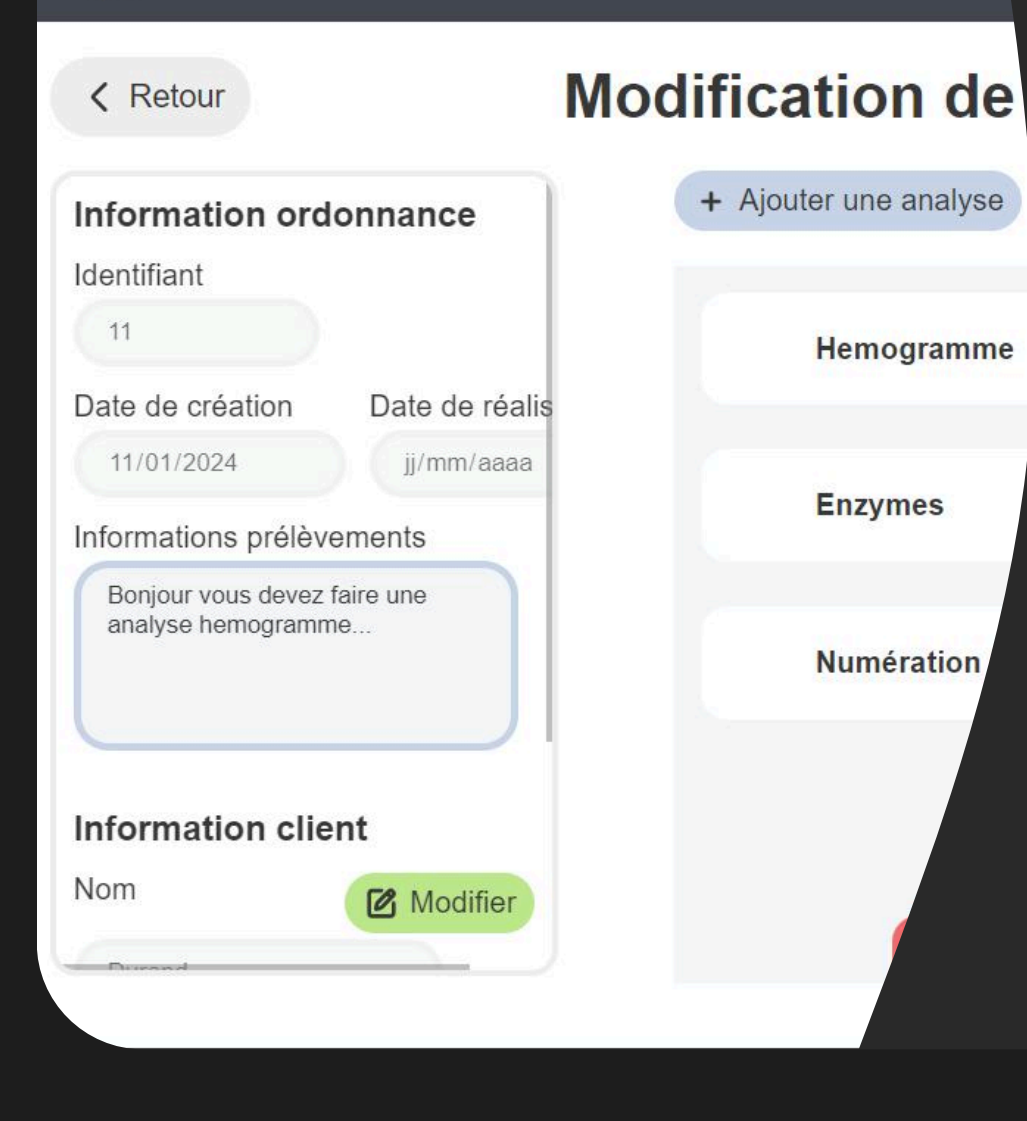 Retour
Modification de
Information ordonnance
Identifiant
11
Date de création
Date de réalis
11/01/2024
jj/mm/aaaa
Informations prélèvements
Bonjour vous devez faire une
analyse hemogramme...
Information client
Nom
Modifier
Durand
+ Ajouter une analyse
Hemogramme
Enzymes
Numération